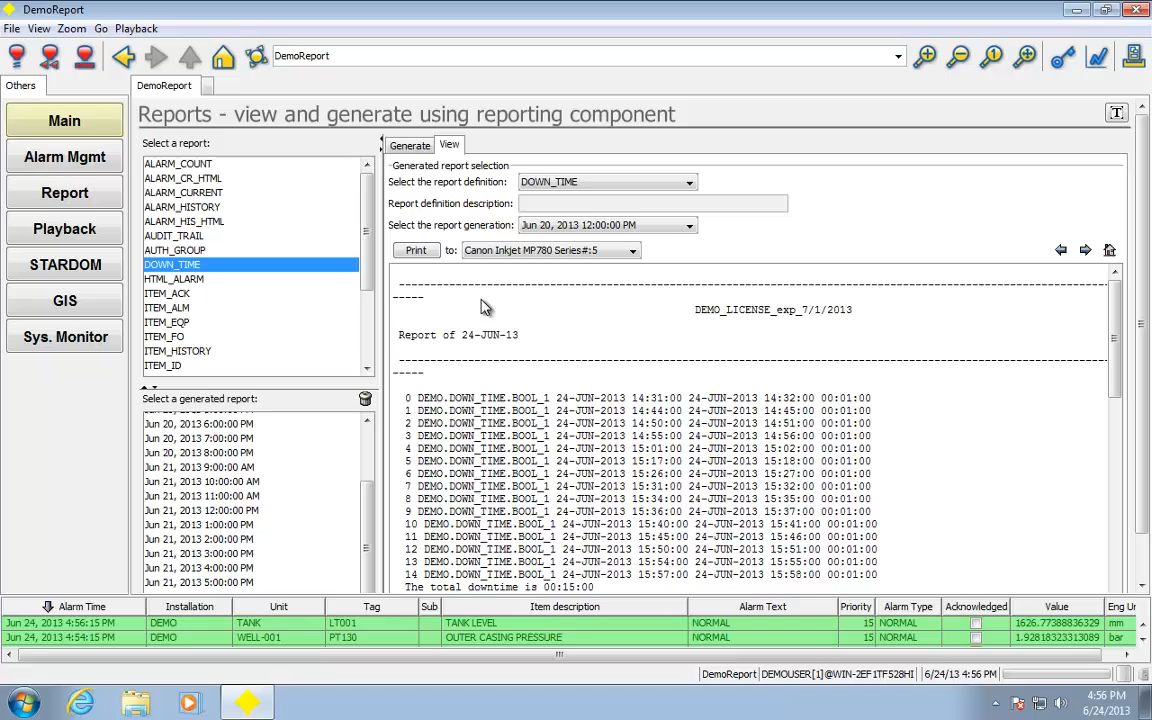 DemoReport
File View Zoom Go Playback
DemoReport
Others
DemoReport
Main
Alarm Mgmt
Report
Playback
STARDOM
GIS
Sys. Monitor
Reports - view and generate using reporting component
T
Select a report:
ALARM_COUNT
ALARM_CR_HTML
ALARM_CURRENT
ALARM_HISTORY
ALARM_HIS_HTML
AUDIT_TRAIL
AUTH_GROUP
DOWN_TIME
HTML_ALARM
ITEM_ACK
ITEM_ALM
ITEM_EQP
ITEM_FO
ITEM_HISTORY
ITEM_ID
Select a generated report:
Jun 20, 2013 6:00:00 PM
Jun 20, 2013 7:00:00 PM
Jun 20, 2013 8:00:00 PM
Jun 21, 2013 9:00:00 AM
Jun 21, 2013 10:00:00 AM
Jun 21, 2013 11:00:00 AM
Jun 21, 2013 12:00:00 PM
Jun 21, 2013 1:00:00 PM
Jun 21, 2013 2:00:00 PM
Jun 21, 2013 3:00:00 PM
Jun 21, 2013 4:00:00 PM
Jun 21, 2013 5:00:00 PM
Generate View
Generated report selection
Select the report definition: DOWN_TIME
Report definition description:
Select the report generation: Jun 20, 2013 12:00:00 PM
Print to: Canon Inkjet MP780 Series#:5
DEMO_LICENSE_exp_7/1/2013
Report of 24-JUN-13
0 DEMO.DOWN_TIME.BOOL_1 24-JUN-2013 14:31:00 24-JUN-2013 14:32:00 00:01:00
1 DEMO.DOWN_TIME.BOOL_1 24-JUN-2013 14:44:00 24-JUN-2013 14:45:00 00:01:00
2 DEMO.DOWN_TIME.BOOL_1 24-JUN-2013 14:50:00 24-JUN-2013 14:51:00 00:01:00
3 DEMO.DOWN_TIME.BOOL_1 24-JUN-2013 14:55:00 24-JUN-2013 14:56:00 00:01:00
4 DEMO.DOWN_TIME.BOOL_1 24-JUN-2013 15:01:00 24-JUN-2013 15:02:00 00:01:00
5 DEMO.DOWN_TIME.BOOL_1 24-JUN-2013 15:17:00 24-JUN-2013 15:18:00 00:01:00
6 DEMO.DOWN_TIME.BOOL_1 24-JUN-2013 15:26:00 24-JUN-2013 15:27:00 00:01:00
7 DEMO.DOWN_TIME.BOOL_1 24-JUN-2013 15:31:00 24-JUN-2013 15:32:00 00:01:00
8 DEMO.DOWN_TIME.BOOL_1 24-JUN-2013 15:34:00 24-JUN-2013 15:35:00 00:01:00
9 DEMO.DOWN_TIME.BOOL_1 24-JUN-2013 15:36:00 24-JUN-2013 15:37:00 00:01:00
10 DEMO.DOWN_TIME.BOOL_1 24-JUN-2013 15:40:00 24-JUN-2013 15:41:00 00:01:00
11 DEMO.DOWN_TIME.BOOL_1 24-JUN-2013 15:45:00 24-JUN-2013 15:46:00 00:01:00
12 DEMO.DOWN_TIME.BOOL_1 24-JUN-2013 15:50:00 24-JUN-2013 15:51:00 00:01:00
13 DEMO.DOWN_TIME.BOOL_1 24-JUN-2013 15:54:00 24-JUN-2013 15:55:00 00:01:00
14 DEMO.DOWN_TIME.BOOL_1 24-JUN-2013 15:57:00 24-JUN-2013 15:58:00 00:01:00
The total downtime is 00:15:00
Alarm Time Installation Unit Tag Sub Item description Alarm Text Priority Alarm Type Acknowledged Value Eng Ur
Jun 24, 2013 4:56:15 PM DEMO TANK LT001 TANK LEVEL NORMAL 15 NORMAL 1626.77388836329 mm
Jun 24, 2013 4:54:15 PM DEMO WELL-001 PT130 OUTER CASING PRESSURE NORMAL 15 NORMAL 1.92818323313089 bar
DemoReport DEMOUSER[1]@WIN-2EF1TF528HI 6/24/13 4:56 PM
4:56 PM
6/24/2013